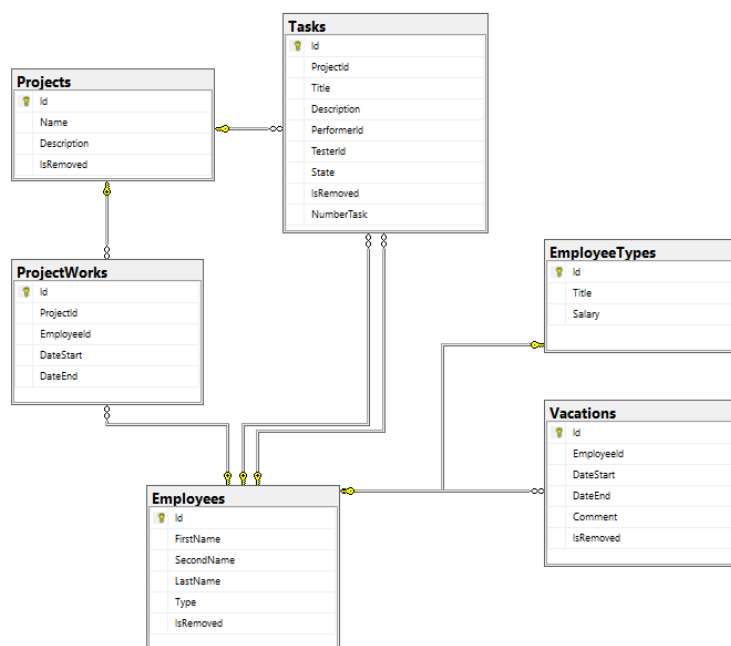 Tasks
Id
ProjectId
Title
Description
PerformerId
TesterId
State
IsRemoved
NumberTask
Projects
Id
Name
Description
IsRemoved
ProjectWorks
Id
ProjectId
EmployeeId
DateStart
DateEnd
EmployeeTypes
Id
Title
Salary
Vacations
Id
EmployeeId
DateStart
DateEnd
Comment
IsRemoved
Employees
Id
FirstName
SecondName
LastName
Type
IsRemoved